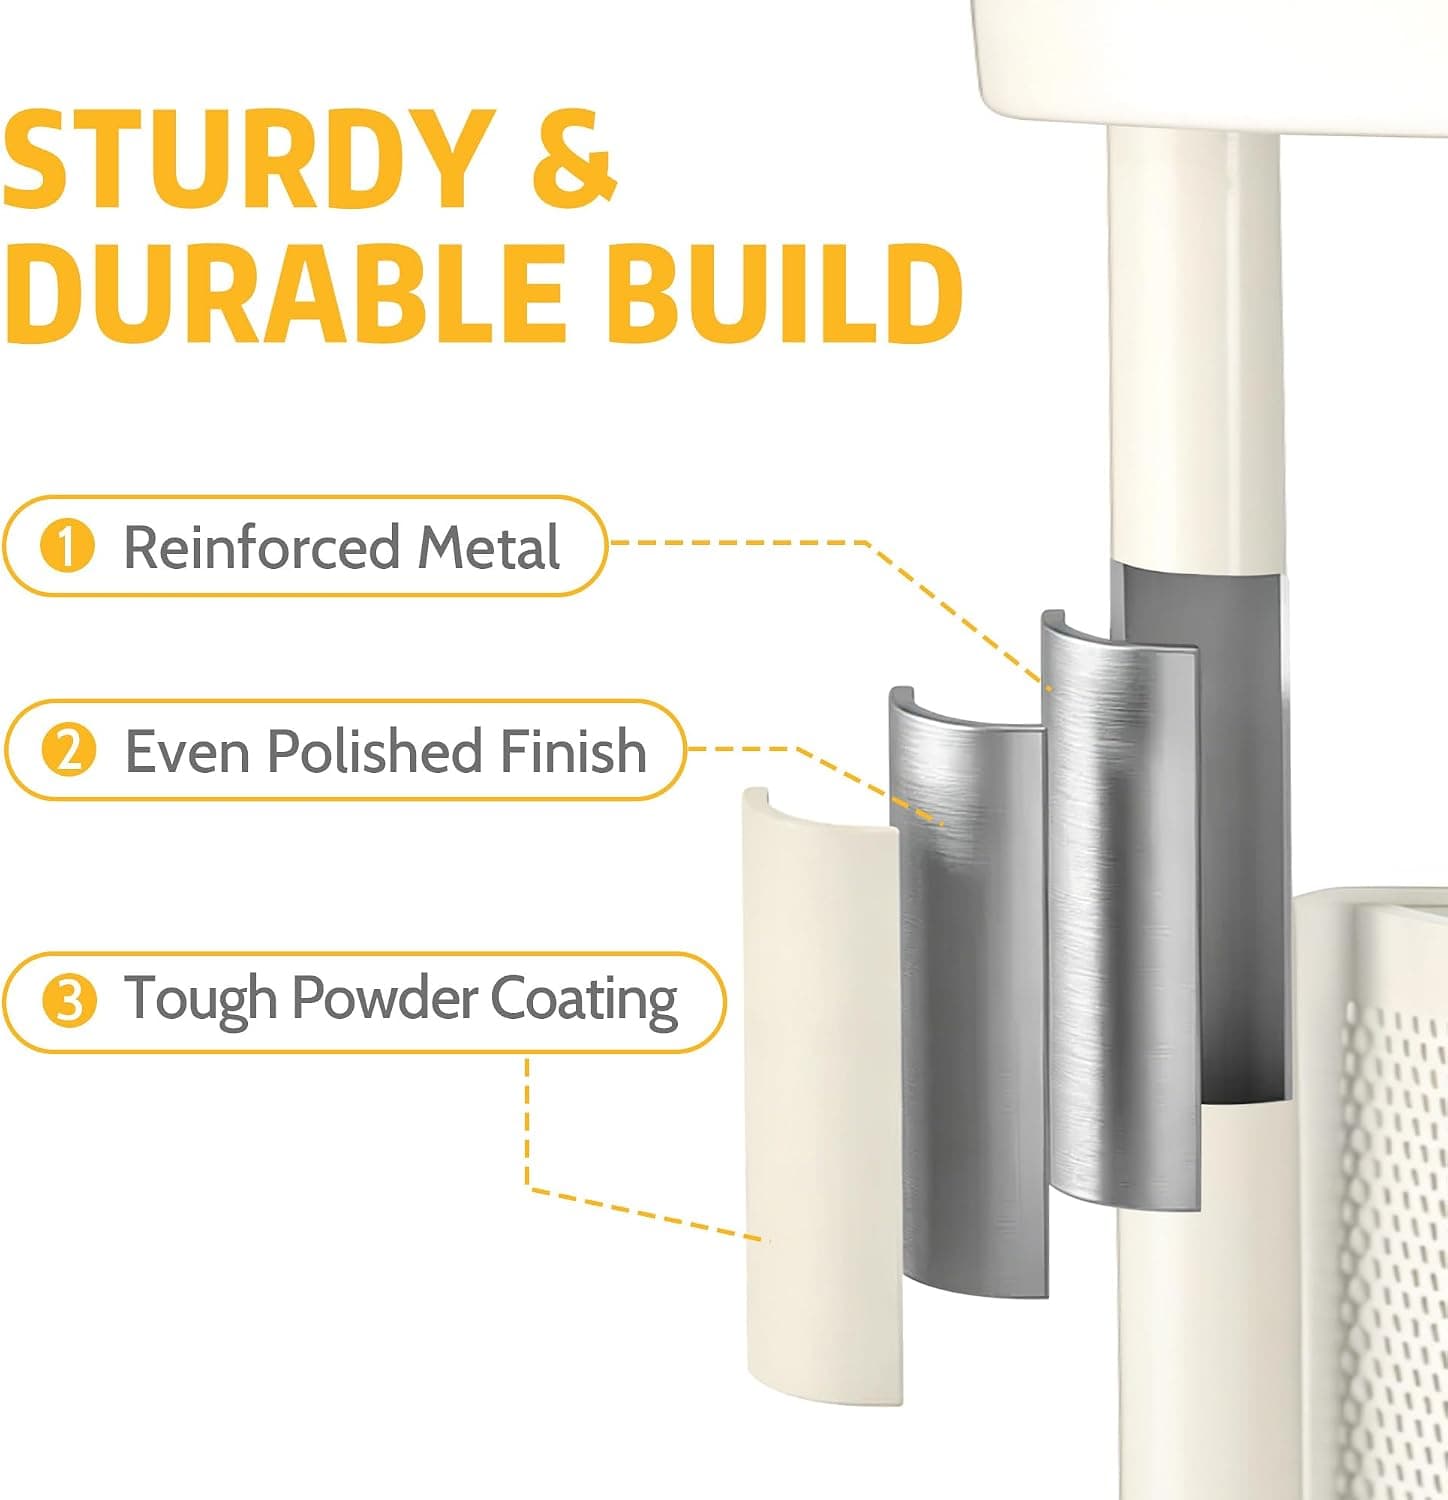 STURDY &
DURABLE BUILD
1 Reinforced Metal
2 Even Polished Finish
3 Tough Powder Coating